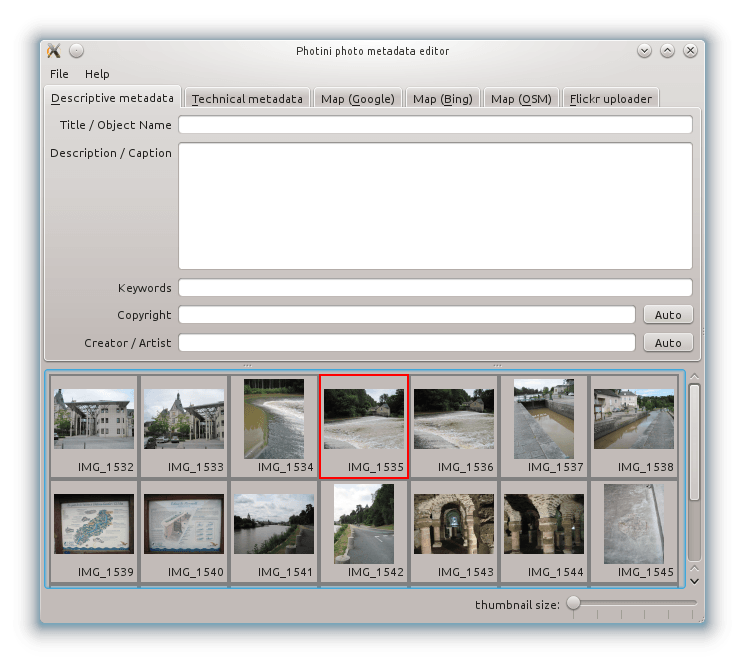 Photini photo metadata editor
File Help
Descriptive metadata Technical metadata Map (Google) Map (Bing) Map (OSM) Flickr uploader
Title / Object Name
Description / Caption
Keywords
Copyright Auto
Creator / Artist Auto
IMG_1532 IMG_1533 IMG_1534 IMG_1535 IMG_1536 IMG_1537 IMG_1538
IMG_1539 IMG_1540 IMG_1541 IMG_1542 IMG_1543 IMG_1544 IMG_1545
thumbnail size: